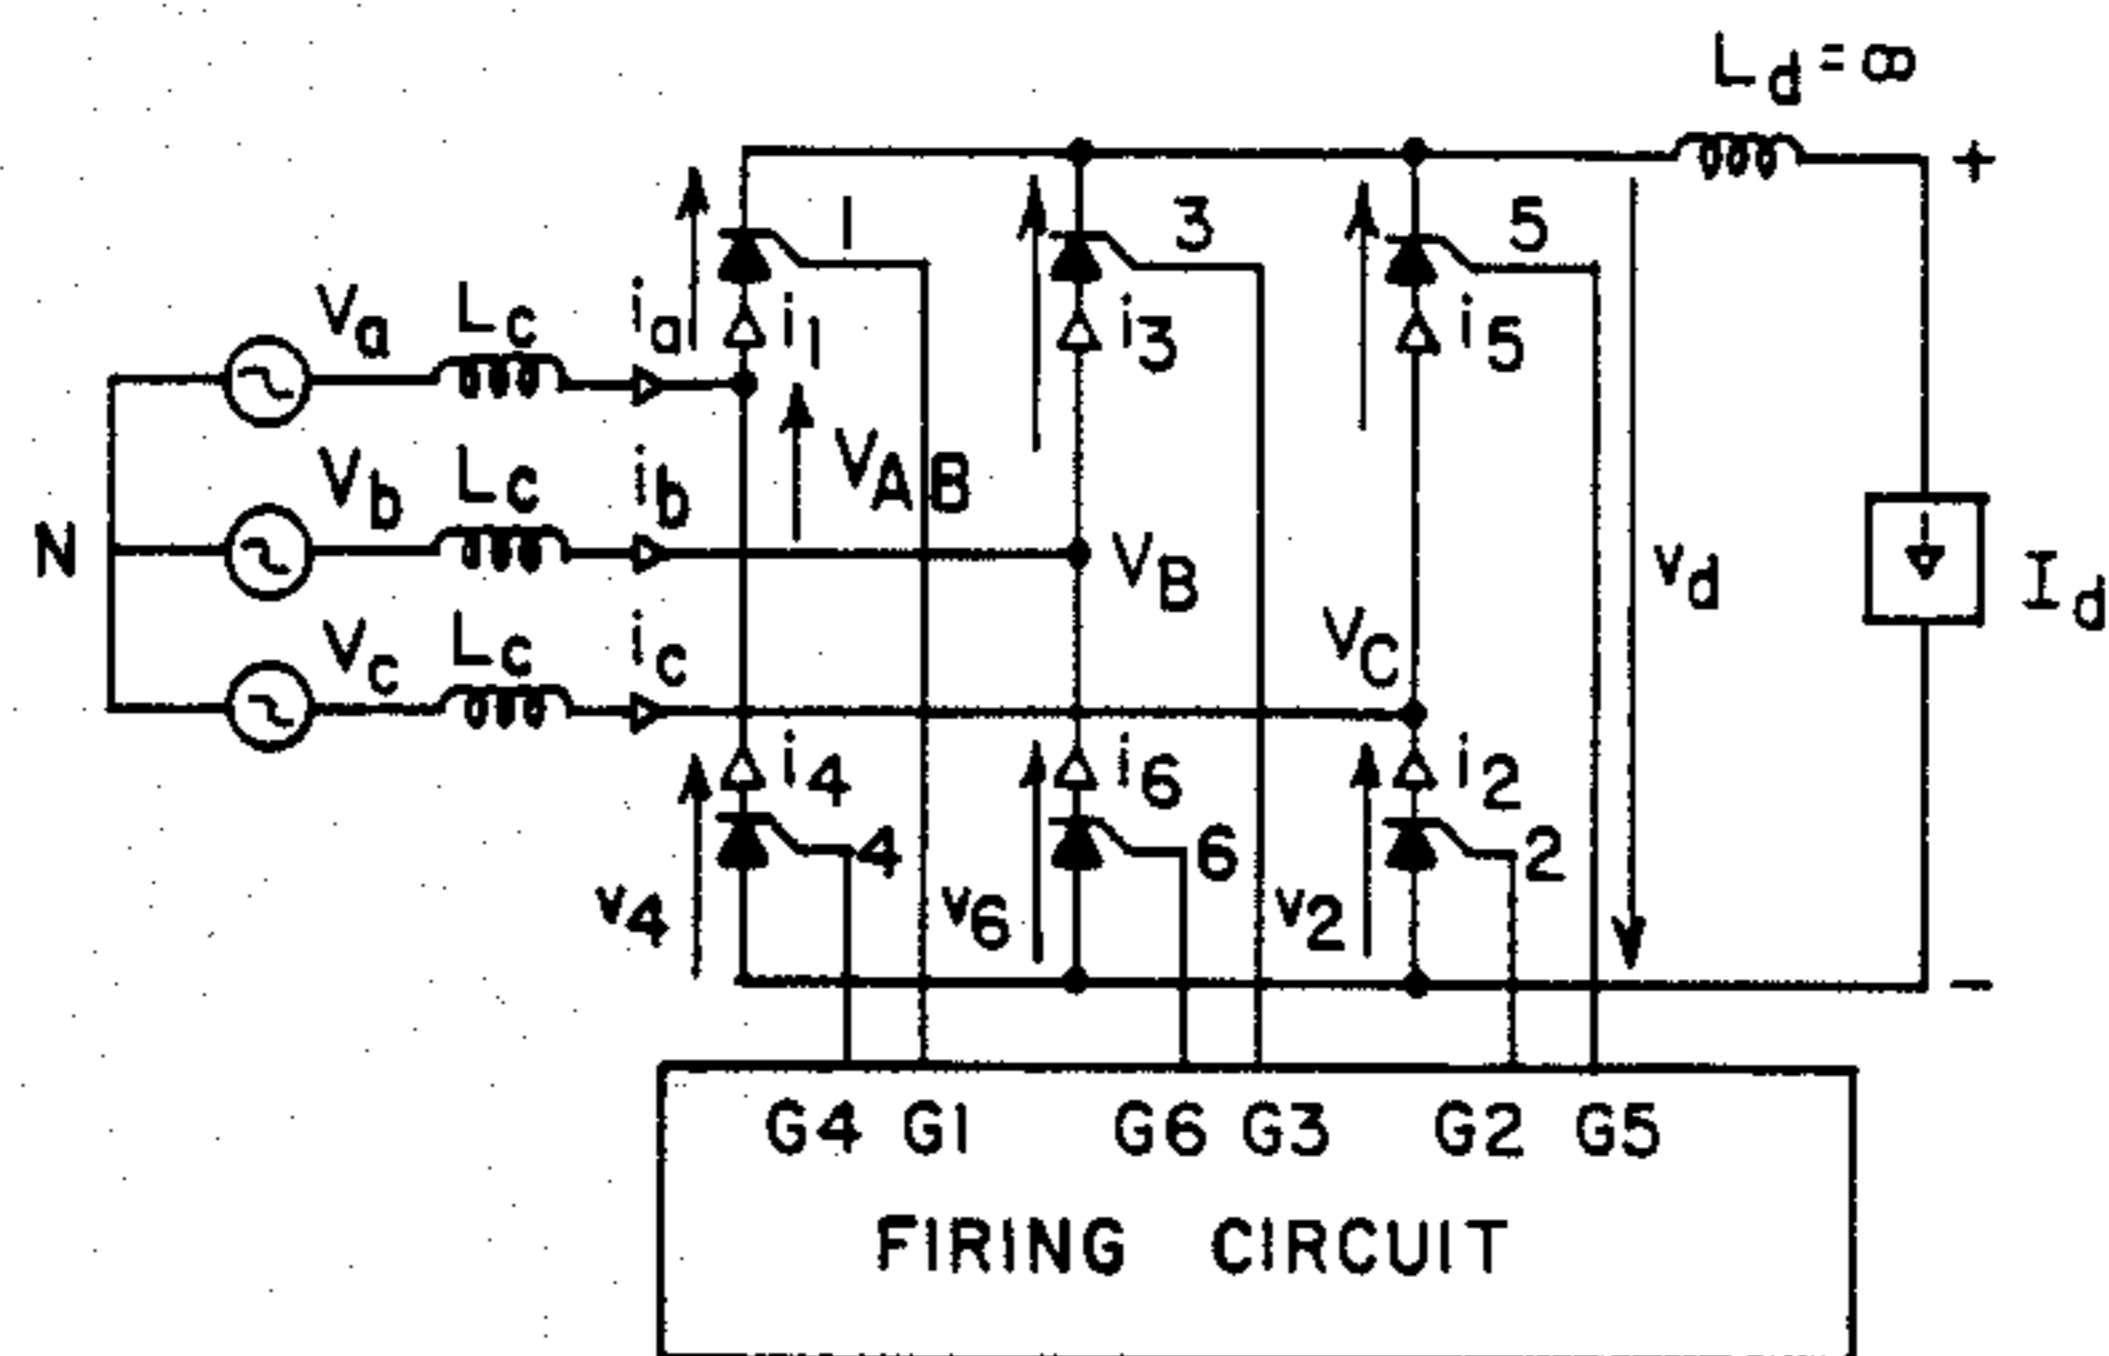 Ld = ∞
+
1
3
5
Va Lc ia i1
i3
i5
VAB
Vb Lc ib
N
VB
vd
Id
Vc Lc ic
VC
i4
i6
i2
4
6
2
v4
v6
v2
−
G4 G1 G6 G3 G2 G5
FIRING CIRCUIT